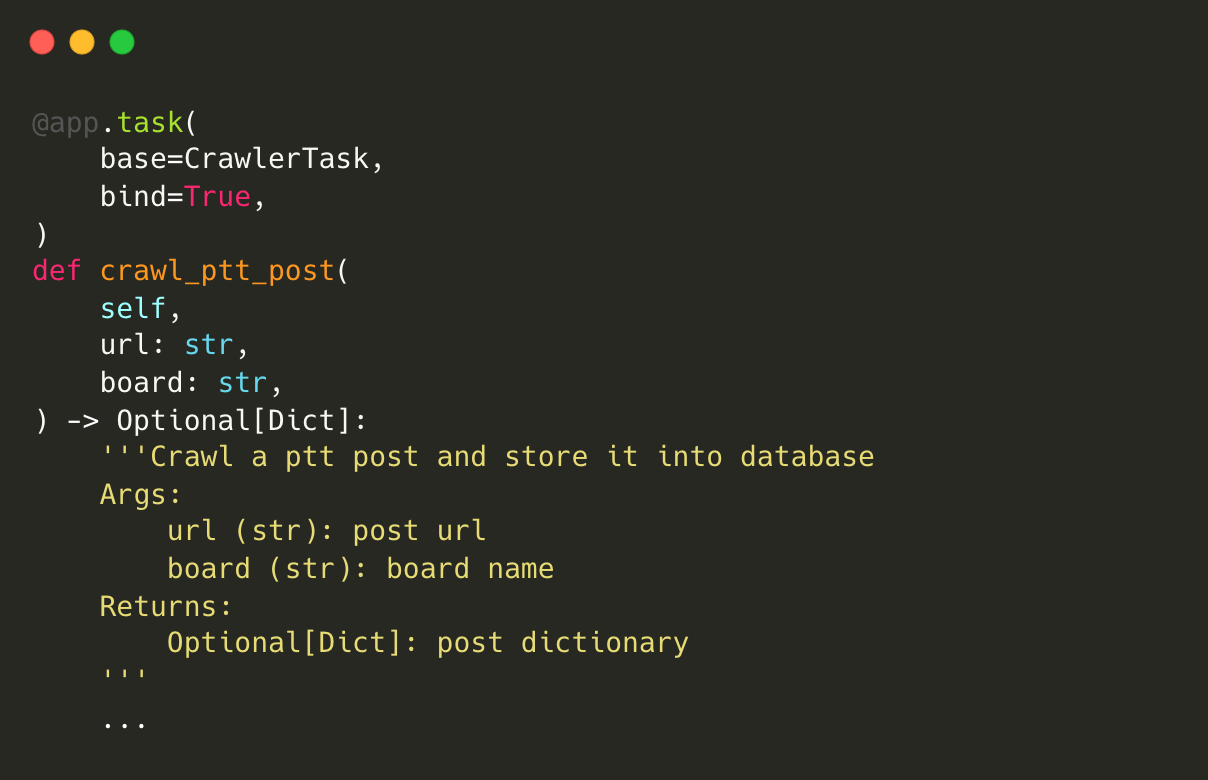 @app.task(
    base=CrawlerTask,
    bind=True,
)
def crawl_ptt_post(
    self,
    url: str,
    board: str,
) -> Optional[Dict]:
    '''Crawl a ptt post and store it into database
    Args:
        url (str): post url
        board (str): board name
    Returns:
        Optional[Dict]: post dictionary
    '''
    ...